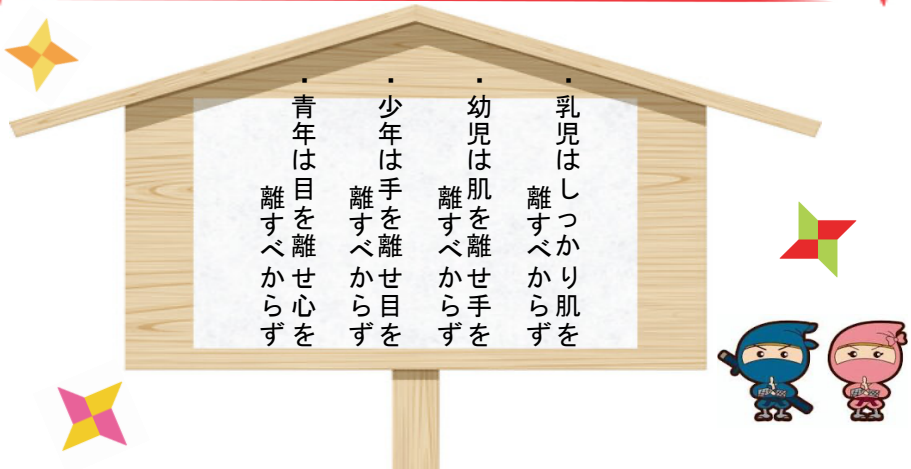 ・乳児はしっかり肌を
離すべからず
・幼児は肌を離せ手を
離すべからず
・少年は手を離せ目を
離すべからず
・青年は目を離せ心を
離すべからず